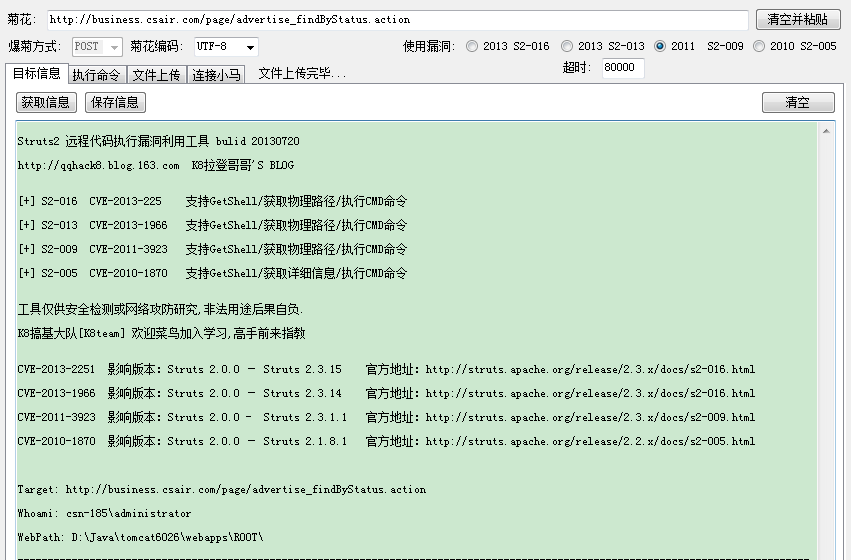 菊花: http://business.csair.com/page/advertise_findByStatus.action 清空并粘贴
爆菊方式: POST 菊花编码: UTF-8 使用漏洞: 2013 S2-016 2013 S2-013 2011 S2-009 2010 S2-005
目标信息 执行命令 文件上传 连接小马 文件上传完毕... 超时: 80000
获取信息 保存信息 清空
Struts2 远程代码执行漏洞利用工具 bulid 20130720
http://qqhack8.blog.163.com K8拉登哥哥'S BLOG
[+] S2-016 CVE-2013-225 支持GetShell/获取物理路径/执行CMD命令
[+] S2-013 CVE-2013-1966 支持GetShell/获取物理路径/执行CMD命令
[+] S2-009 CVE-2011-3923 支持GetShell/获取物理路径/执行CMD命令
[+] S2-005 CVE-2010-1870 支持GetShell/获取详细信息/执行CMD命令
工具仅供安全检测或网络攻防研究,非法用途后果自负.
K8搞基大队[K8team] 欢迎菜鸟加入学习,高手前来指教
CVE-2013-2251 影响版本: Struts 2.0.0 - Struts 2.3.15 官方地址: http://struts.apache.org/release/2.3.x/docs/s2-016.html
CVE-2013-1966 影响版本: Struts 2.0.0 - Struts 2.3.14 官方地址: http://struts.apache.org/release/2.3.x/docs/s2-016.html
CVE-2011-3923 影响版本: Struts 2.0.0 - Struts 2.3.1.1 官方地址: http://struts.apache.org/release/2.3.x/docs/s2-009.html
CVE-2010-1870 影响版本: Struts 2.0.0 - Struts 2.1.8.1 官方地址: http://struts.apache.org/release/2.2.x/docs/s2-005.html
Target: http://business.csair.com/page/advertise_findByStatus.action
Whoami: csn-185\administrator
WebPath: D:\Java\tomcat6026\webapps\ROOT\